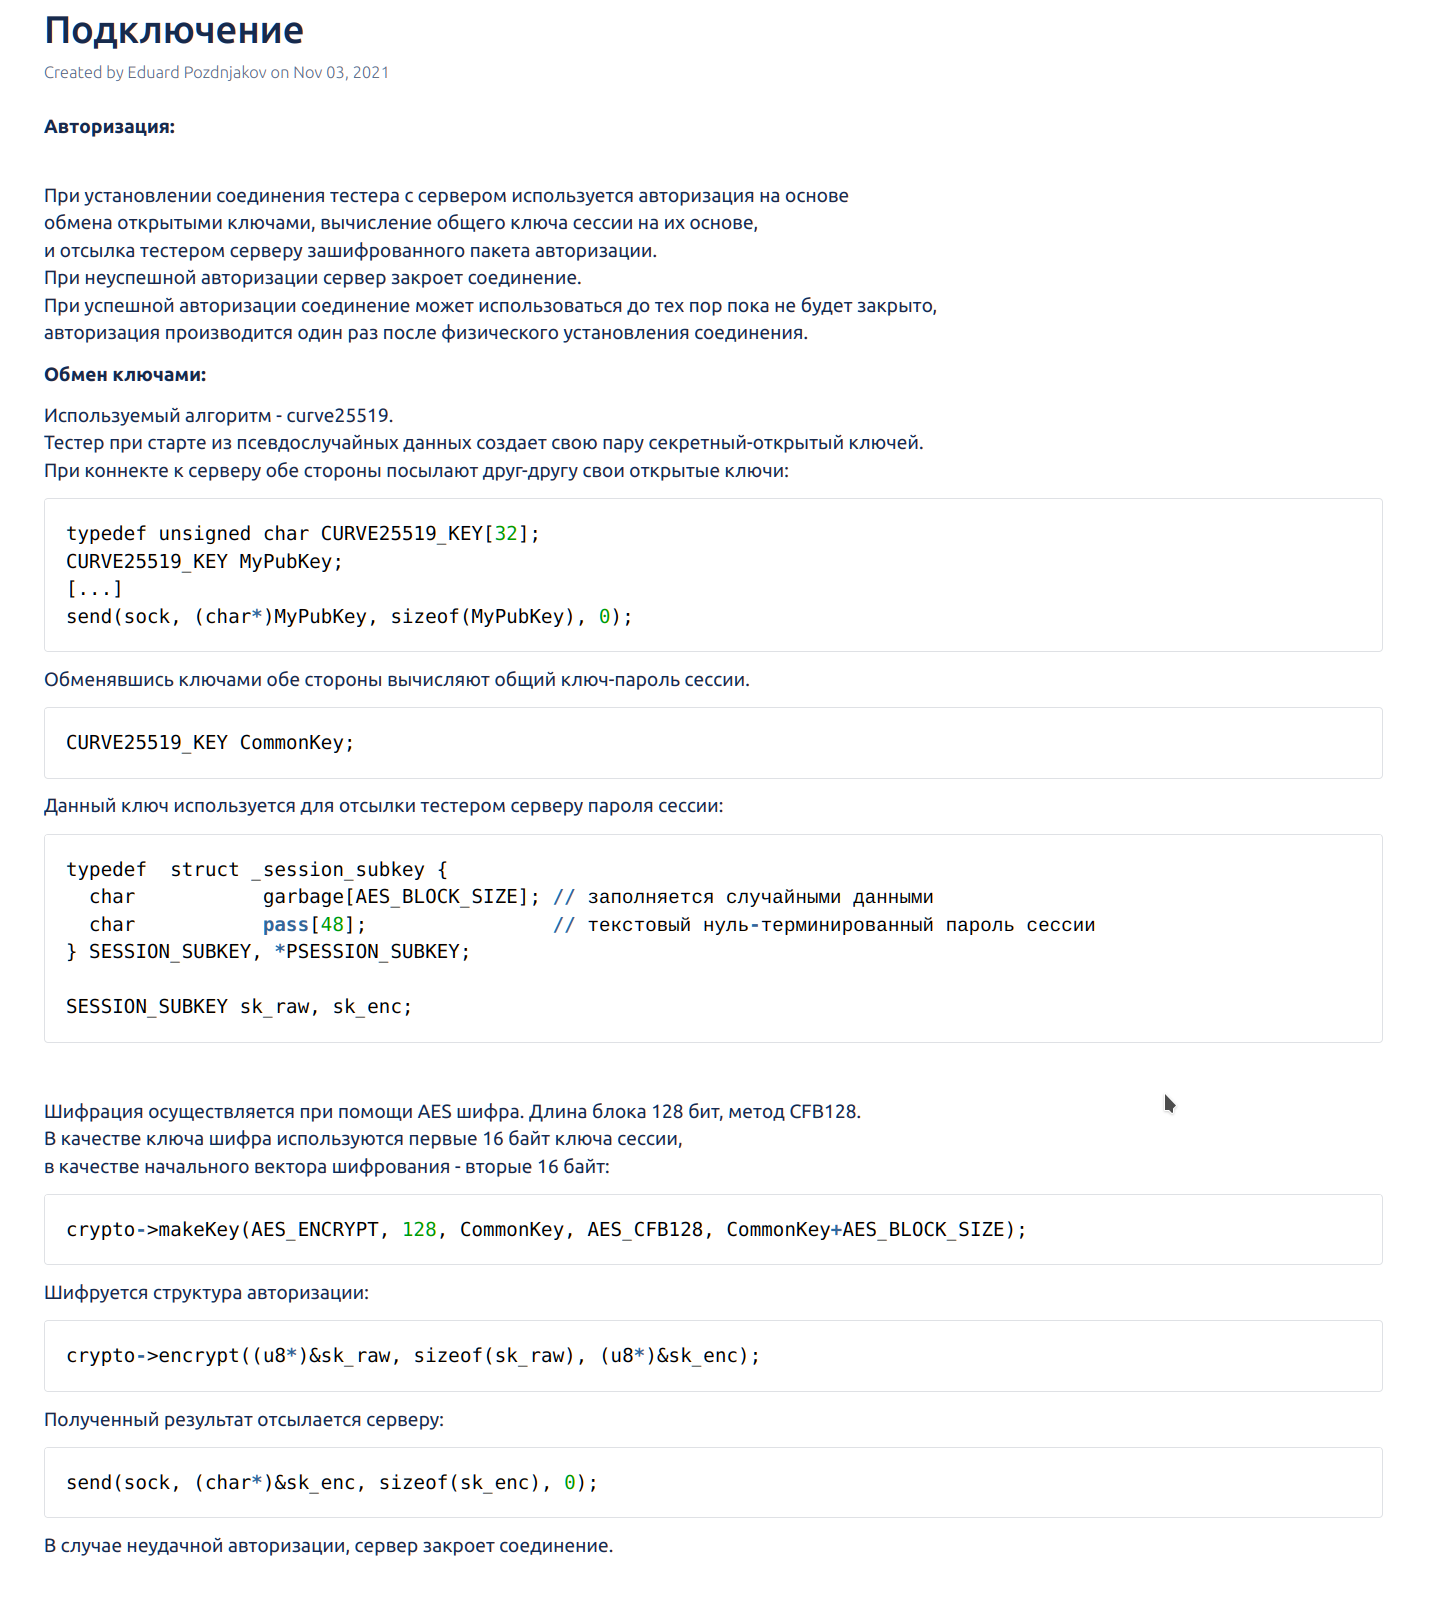 Подключение
Created by Eduard Pozdnjakov on Nov 03, 2021
Авторизация:
При установлении соединения тестера с сервером используется авторизация на основе
обмена открытыми ключами, вычисление общего ключа сессии на их основе,
и отсылка тестером серверу зашифрованного пакета авторизации.
При неуспешной авторизации сервер закроет соединение.
При успешной авторизации соединение может использоваться до тех пор пока не будет закрыто,
авторизация производится один раз после физического установления соединения.
Обмен ключами:
Используемый алгоритм - curve25519.
Тестер при старте из псевдослучайных данных создает свою пару секретный-открытый ключей.
При коннекте к серверу обе стороны посылают друг-другу свои открытые ключи:
typedef unsigned char CURVE25519_KEY[32];
CURVE25519_KEY MyPubKey;
[...]
send(sock, (char*)MyPubKey, sizeof(MyPubKey), 0);
Обменявшись ключами обе стороны вычисляют общий ключ-пароль сессии.
CURVE25519_KEY CommonKey;
Данный ключ используется для отсылки тестером серверу пароля сессии:
typedef  struct _session_subkey {
  char           garbage[AES_BLOCK_SIZE]; // заполняется случайными данными
  char           pass[48];                // текстовый нуль-терминированный пароль сессии
} SESSION_SUBKEY, *PSESSION_SUBKEY;
SESSION_SUBKEY sk_raw, sk_enc;
Шифрация осуществляется при помощи AES шифра. Длина блока 128 бит, метод CFB128.
В качестве ключа шифра используются первые 16 байт ключа сессии,
в качестве начального вектора шифрования - вторые 16 байт:
crypto->makeKey(AES_ENCRYPT, 128, CommonKey, AES_CFB128, CommonKey+AES_BLOCK_SIZE);
Шифруется структура авторизации:
crypto->encrypt((u8*)&sk_raw, sizeof(sk_raw), (u8*)&sk_enc);
Полученный результат отсылается серверу:
send(sock, (char*)&sk_enc, sizeof(sk_enc), 0);
В случае неудачной авторизации, сервер закроет соединение.